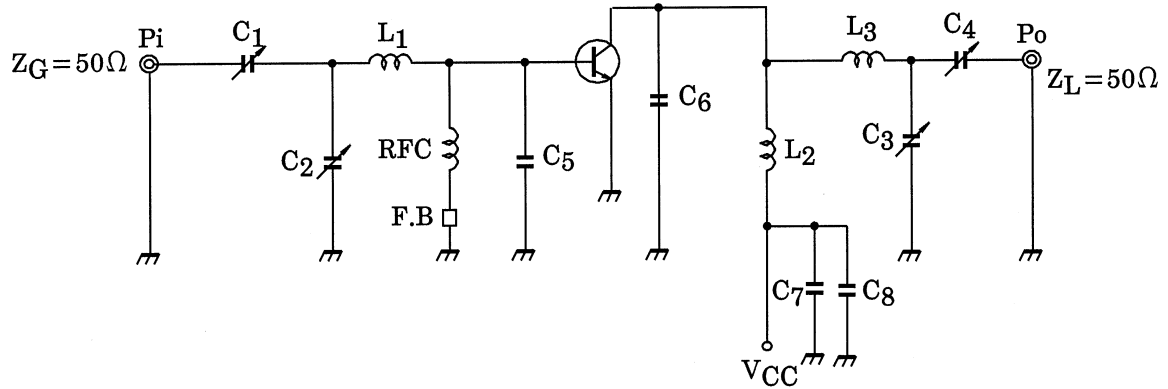 Pi
Z_G=50Ω
C1
L1
C2
RFC
F.B
C5
C6
L2
L3
C3
C4
Po
Z_L=50Ω
C7
C8
V_CC